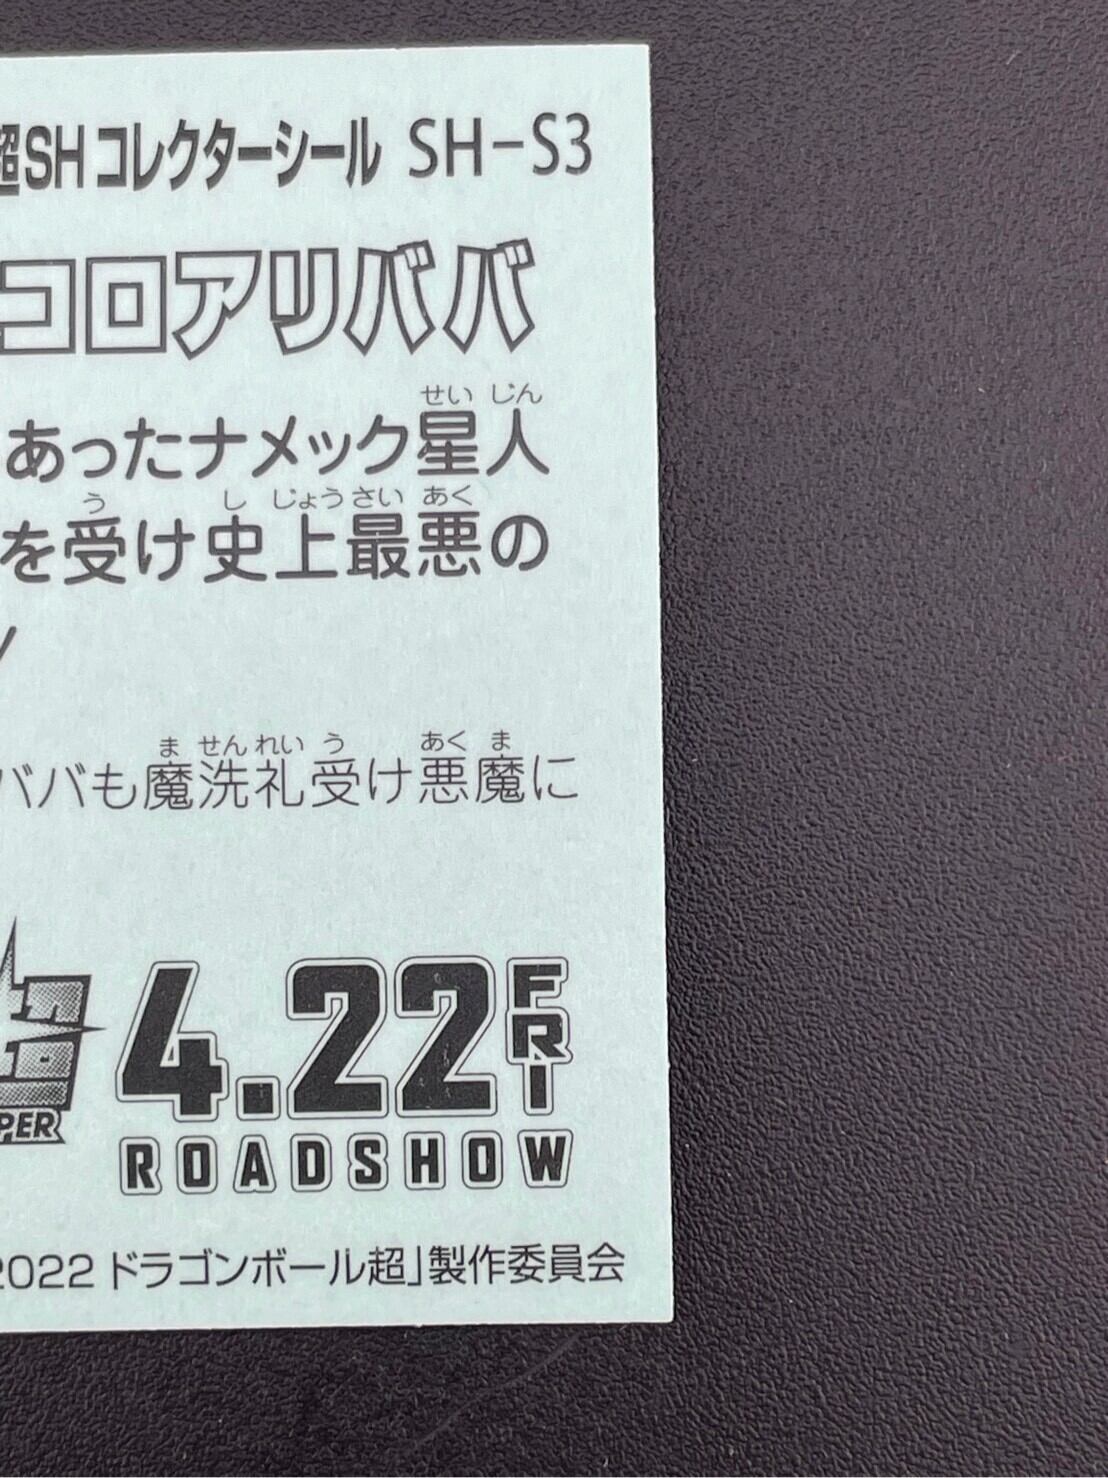 超SHコレクターシール SH-S3
コロアリババ
せい じん
あったナメック星人
う し じょう さい あく
を受け史上最悪の
ま せん れい う あく ま
バも魔洗礼受け悪魔に
4.22 FRI
PER
ROADSHOW
2022 ドラゴンボール超」製作委員会